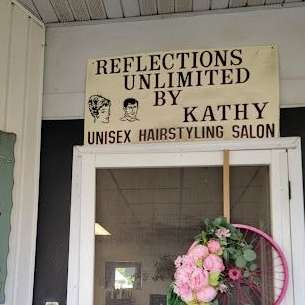 REFLECTIONS
UNLIMITED
BY
KATHY
UNISEX HAIRSTYLING SALON